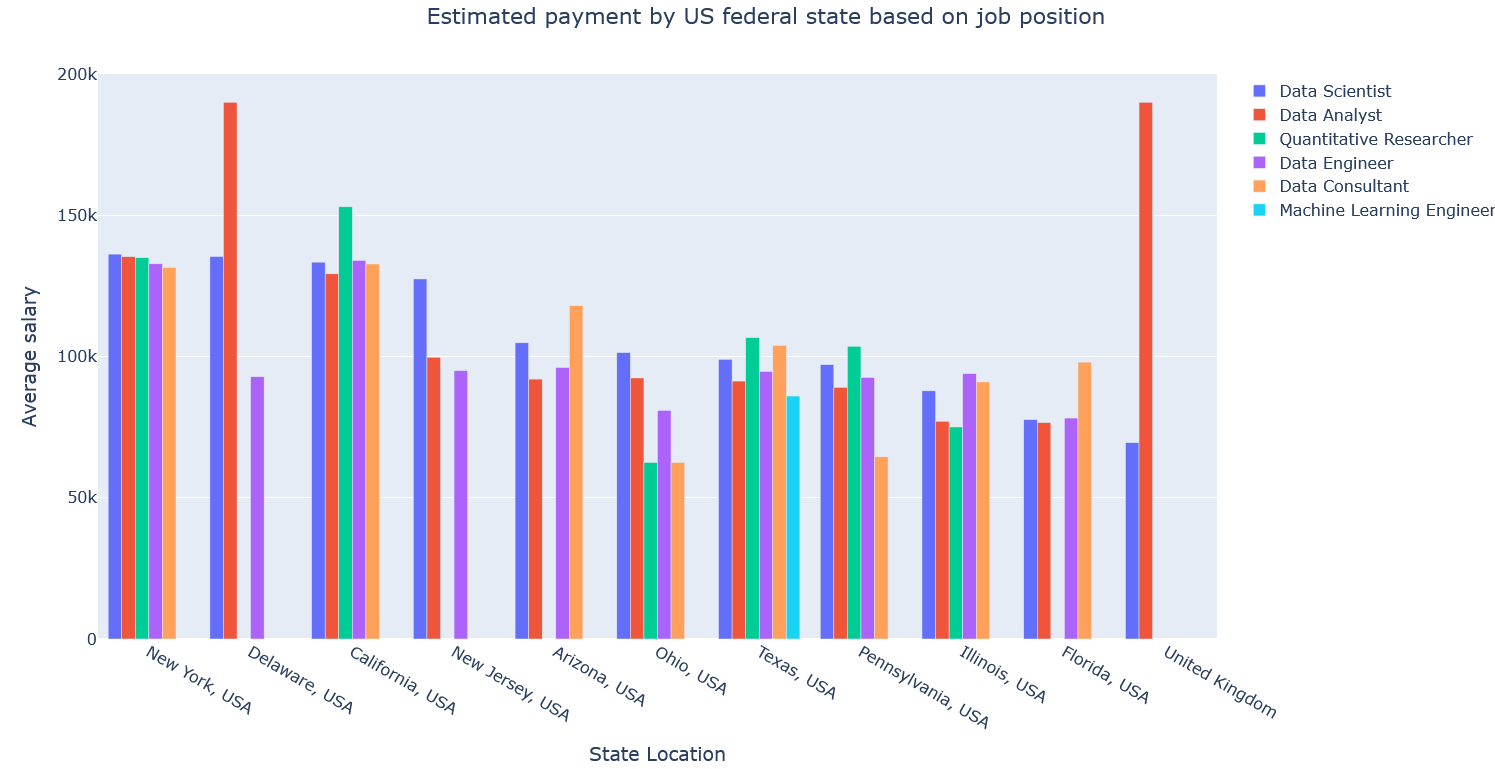 Estimated payment by US federal state based on job position
200k
150k
100k
50k
0
Average salary
New York, USA
Delaware, USA
California, USA
New Jersey, USA
Arizona, USA
Ohio, USA
Texas, USA
Pennsylvania, USA
Illinois, USA
Florida, USA
United Kingdom
State Location
Data Scientist
Data Analyst
Quantitative Researcher
Data Engineer
Data Consultant
Machine Learning Engineer